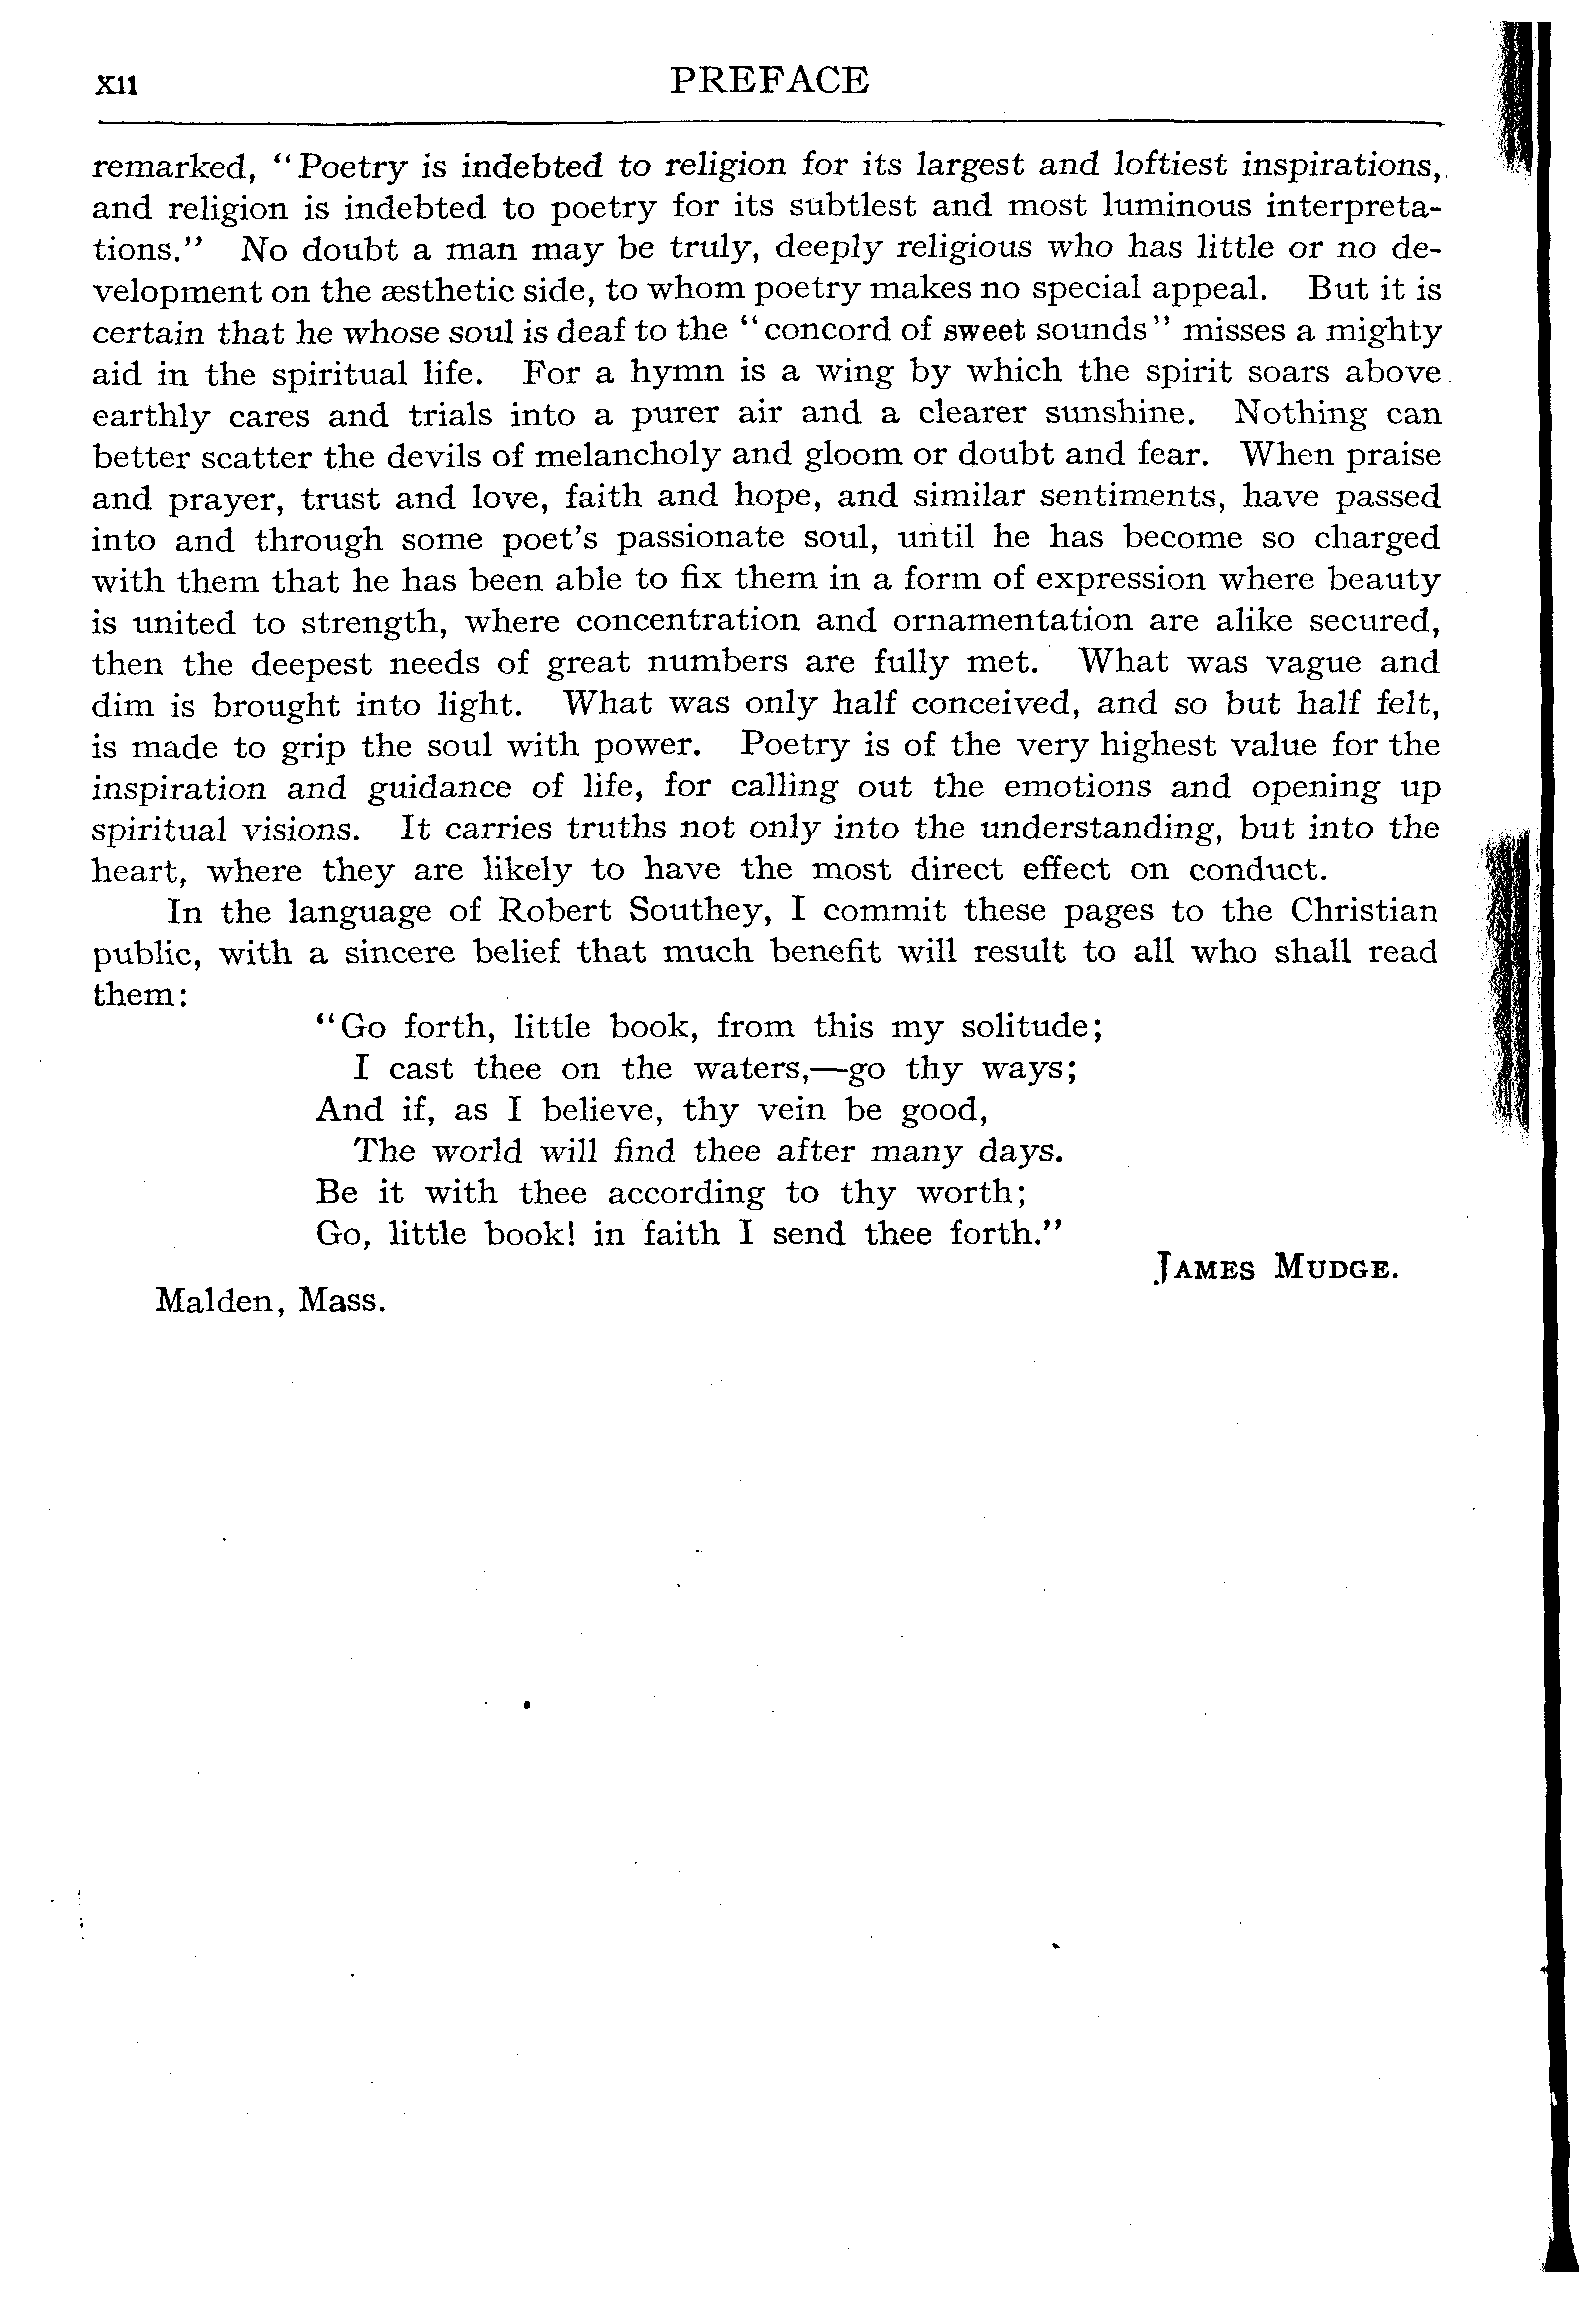 xii PREFACE
remarked, “Poetry is indebted to religion for its largest and loftiest inspirations,
and religion is indebted to poetry for its subtlest and most luminous interpreta-
tions.” No doubt a man may be truly, deeply religious who has little or no de-
velopment on the æsthetic side, to whom poetry makes no special appeal. But it is
certain that he whose soul is deaf to the “concord of sweet sounds” misses a mighty
aid in the spiritual life. For a hymn is a wing by which the spirit soars above
earthly cares and trials into a purer air and a clearer sunshine. Nothing can
better scatter the devils of melancholy and gloom or doubt and fear. When praise
and prayer, trust and love, faith and hope, and similar sentiments, have passed
into and through some poet’s passionate soul, until he has become so charged
with them that he has been able to fix them in a form of expression where beauty
is united to strength, where concentration and ornamentation are alike secured,
then the deepest needs of great numbers are fully met. What was vague and
dim is brought into light. What was only half conceived, and so but half felt,
is made to grip the soul with power. Poetry is of the very highest value for the
inspiration and guidance of life, for calling out the emotions and opening up
spiritual visions. It carries truths not only into the understanding, but into the
heart, where they are likely to have the most direct effect on conduct.
In the language of Robert Southey, I commit these pages to the Christian
public, with a sincere belief that much benefit will result to all who shall read
them:
“Go forth, little book, from this my solitude;
I cast thee on the waters,—go thy ways;
And if, as I believe, thy vein be good,
The world will find thee after many days.
Be it with thee according to thy worth;
Go, little book! in faith I send thee forth.”
JAMES MUDGE.
Malden, Mass.